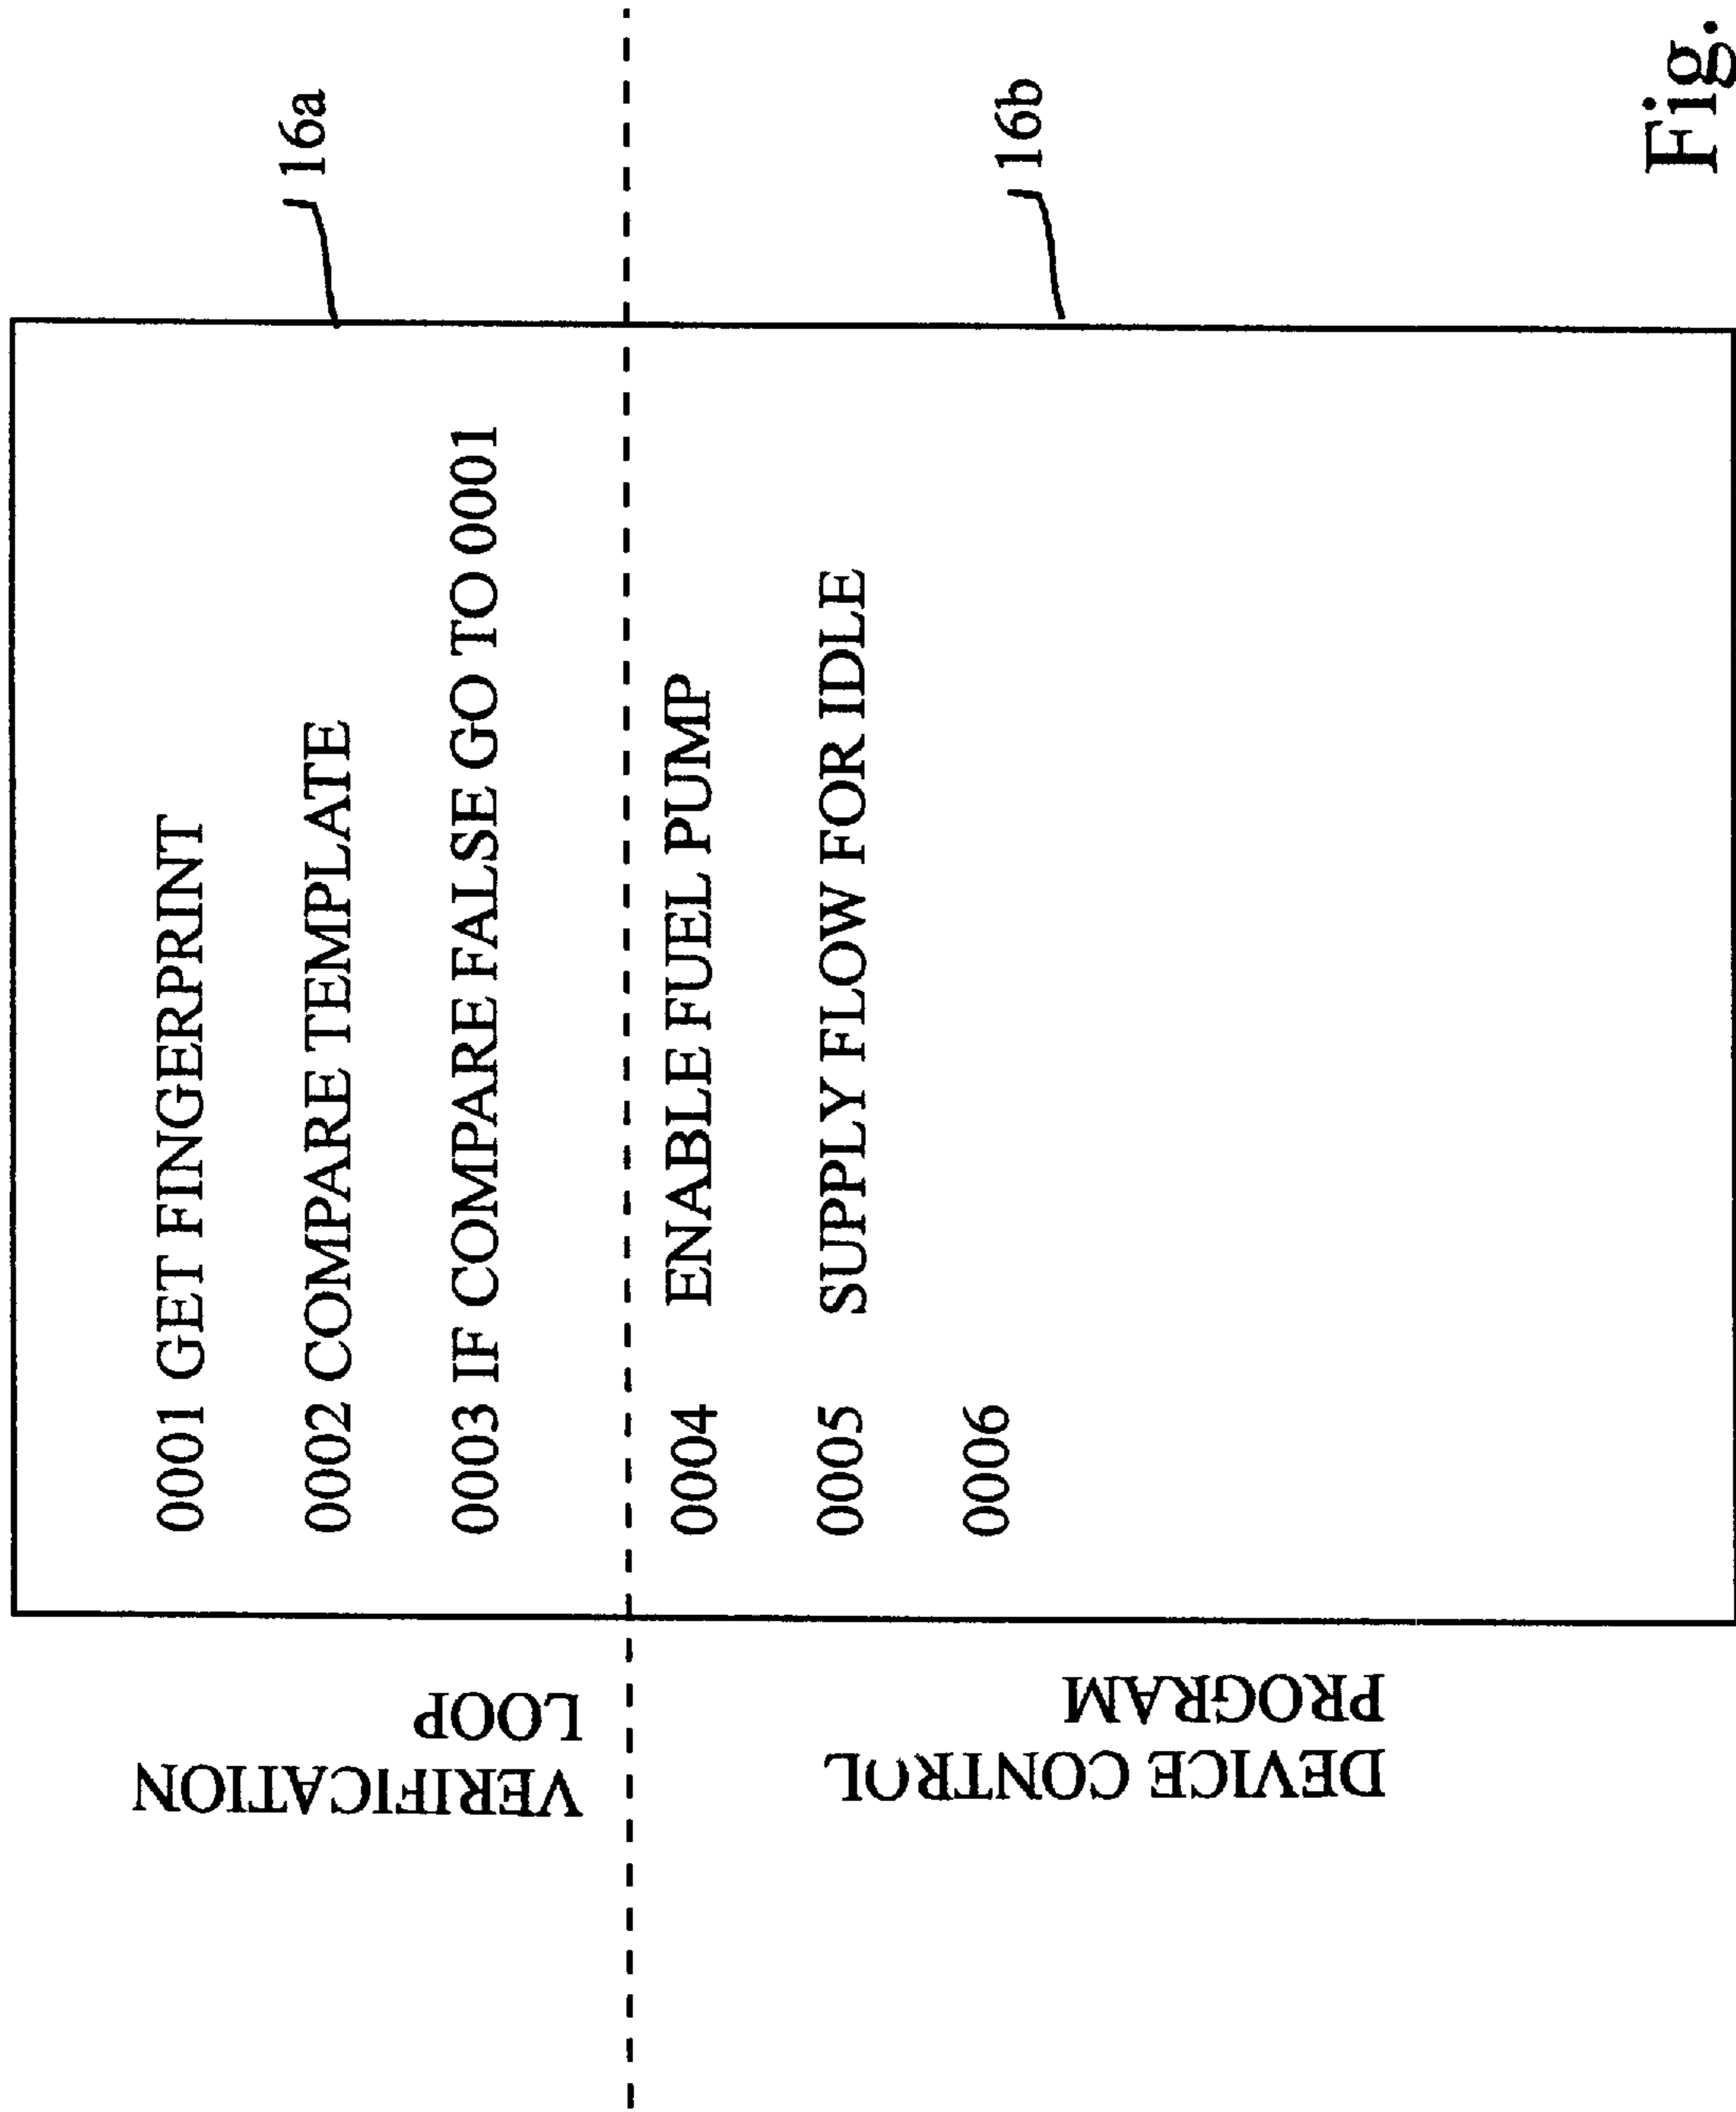 VERIFICATION
LOOP
0001 GET FINGERPRINT
0002 COMPARE TEMPLATE
0003 IF COMPARE FALSE GO TO 0001
16a
DEVICE CONTROL
PROGRAM
0004 ENABLE FUEL PUMP
0005 SUPPLY FLOW FOR IDLE
0006
16b
Fig.